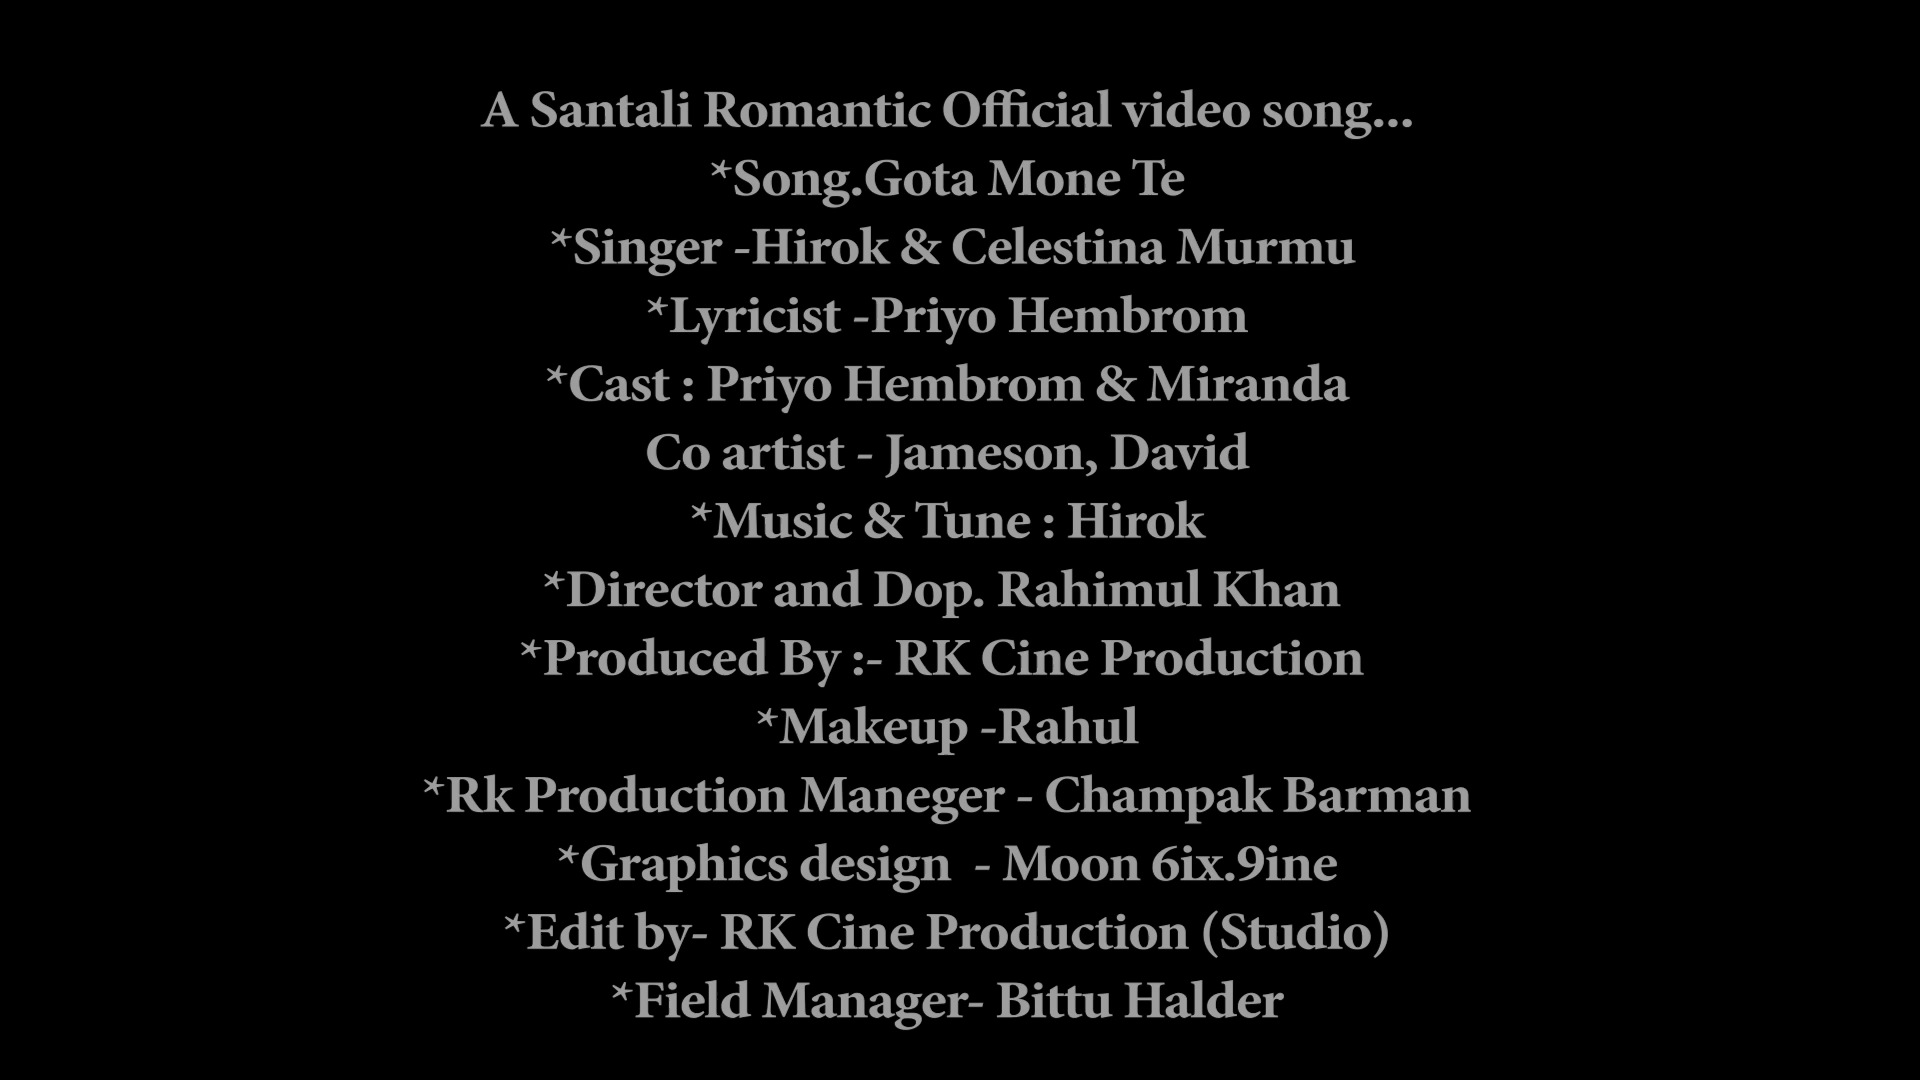 A Santali Romantic Official video song...
*Song.Gota Mone Te
*Singer -Hirok & Celestina Murmu
*Lyricist -Priyo Hembrom
*Cast : Priyo Hembrom & Miranda
Co artist - Jameson, David
*Music & Tune : Hirok
*Director and Dop. Rahimul Khan
*Produced By :- RK Cine Production
*Makeup -Rahul
*Rk Production Maneger - Champak Barman
*Graphics design  - Moon 6ix.9ine
*Edit by- RK Cine Production (Studio)
*Field Manager- Bittu Halder